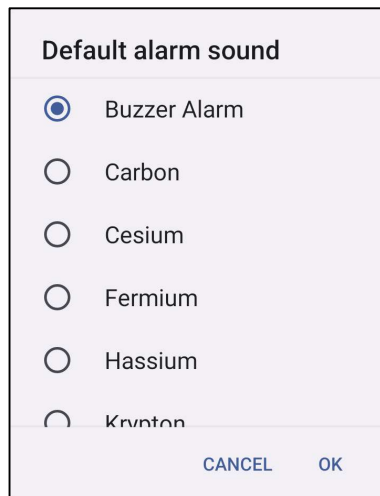 Default alarm sound
Buzzer Alarm
Carbon
Cesium
Fermium
Hassium
Krypton
CANCEL
OK